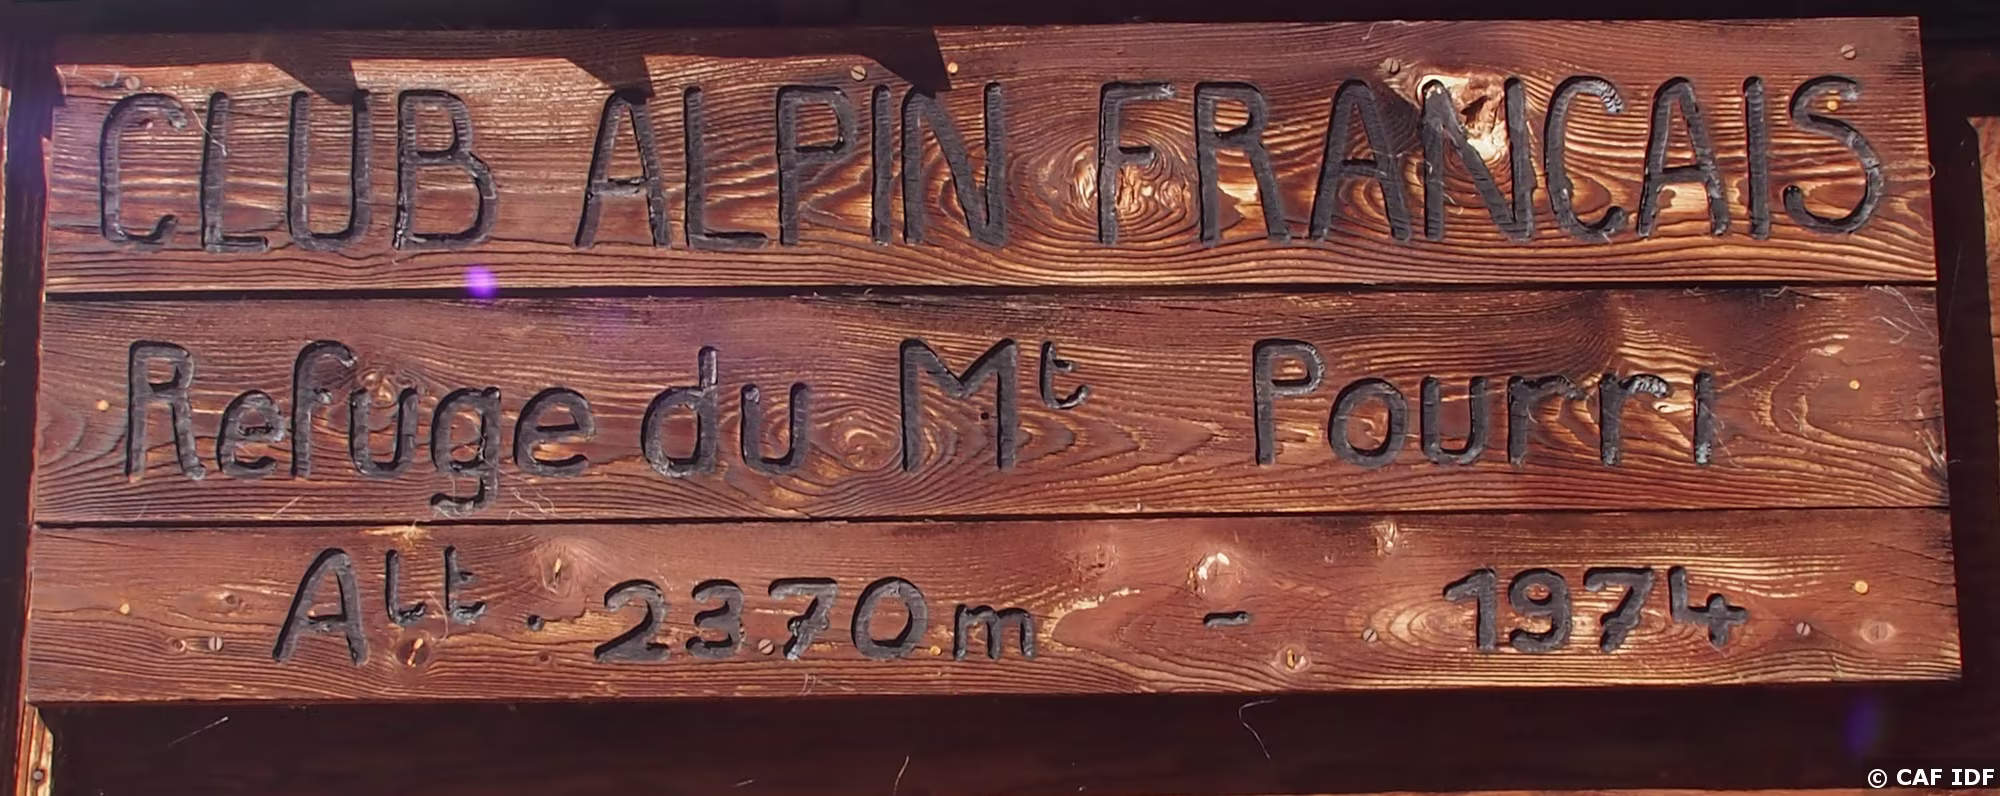 CLUB ALPIN FRANCAIS
Refuge du Mt Pourri
Alt. 2370m - 1974
© CAF IDF